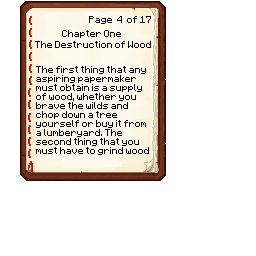 Page 4 of 17
Chapter One
The Destruction of Wood
The first thing that any
aspiring papermaker
must obtain is a supply
of wood, whether you
brave the wilds and
chop down a tree
yourself or buy it from
a lumberyard. The
second thing that you
must have to grind wood